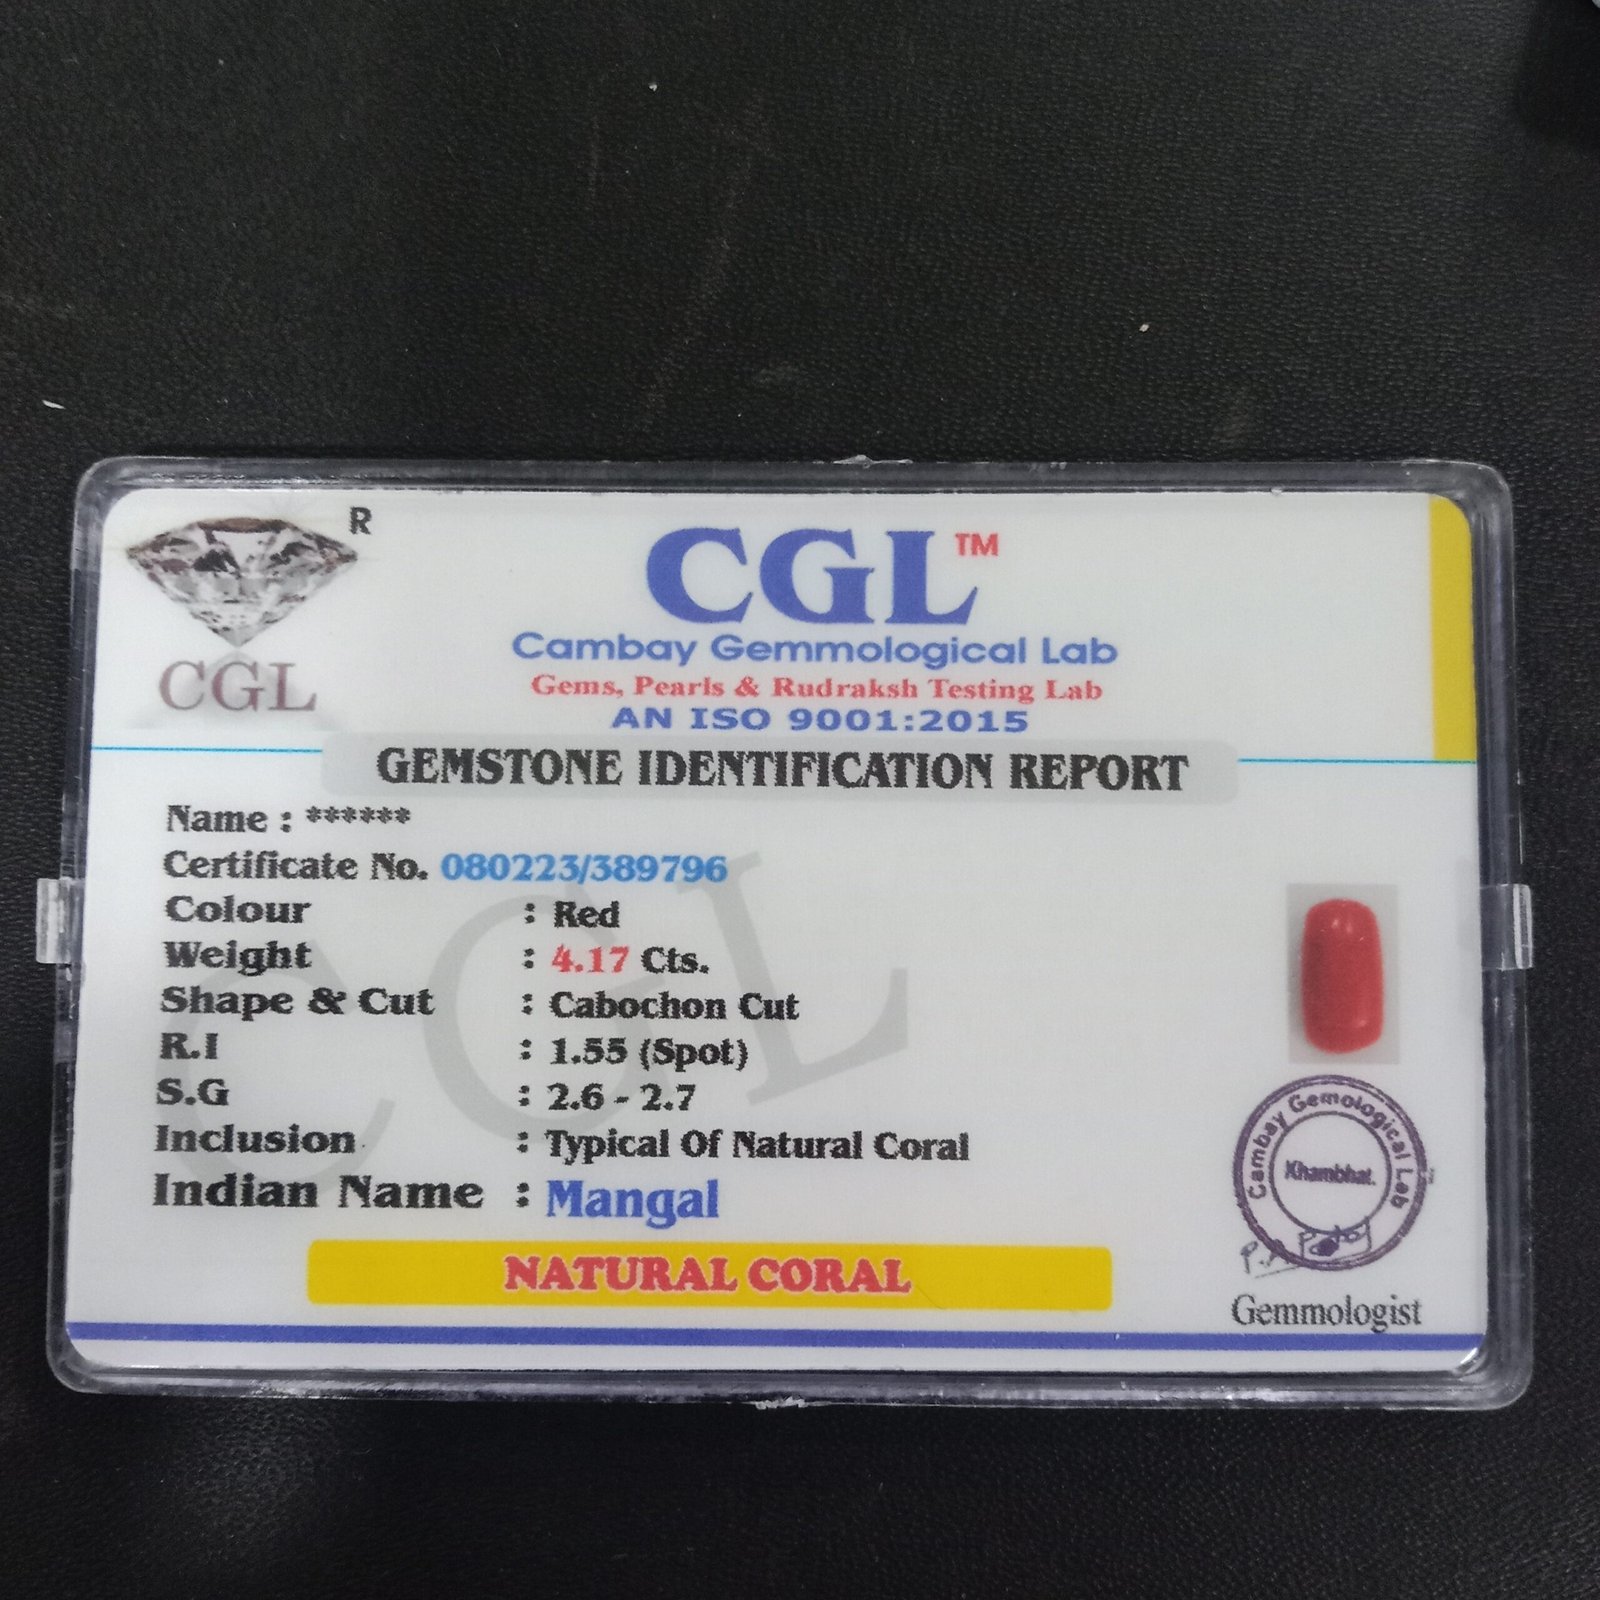 R
CGL
CGL™
Cambay Gemmological Lab
Gems, Pearls & Rudraksh Testing Lab
AN ISO 9001:2015
GEMSTONE IDENTIFICATION REPORT
Name : ******
Certificate No. 080223/389796
Colour : Red
Weight : 4.17 Cts.
Shape & Cut : Cabochon Cut
R.I : 1.55 (Spot)
S.G : 2.6 - 2.7
Inclusion : Typical Of Natural Coral
Indian Name : Mangal
NATURAL CORAL
Cambay Gemological Lab
Khambhat.
Gemmologist
CGL